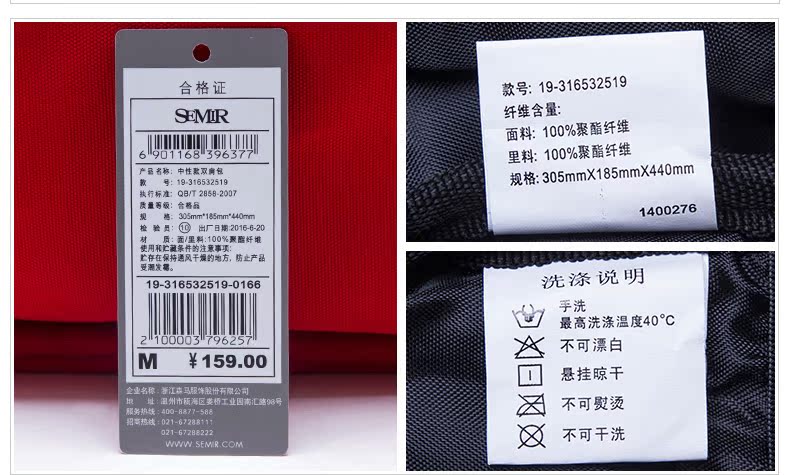 合格证
SEMIR
6 901168 396377
产品名称: 中性款双肩包
款 号: 19-316532519
执行标准: QB/T 2858-2007
质量等级: 合格品
规 格: 305mm*185mm*440mm
检 验 员: 10 出厂日期:2016-6-20
材 质: 面/里料:100%聚酯纤维
使用和贮藏条件的注意事项:
贮存在保持通风干燥的地方,防止产品
受潮发霉。
19-316532519-0166
2 100003 796257
M ¥159.00
企业名称: 浙江森马服饰股份有限公司
地 址: 温州市瓯海区娄桥工业园南汇路98号
服务热线: 400-8877-588
招商热线: 021-67288111
021-67288222
WWW.SEMIR.COM
款号: 19-316532519
纤维含量:
面料: 100%聚酯纤维
里料: 100%聚酯纤维
规格:305mmX185mmX440mm
1400276
洗涤说明
手洗
最高洗涤温度40°C
不可漂白
悬挂晾干
不可熨烫
不可干洗